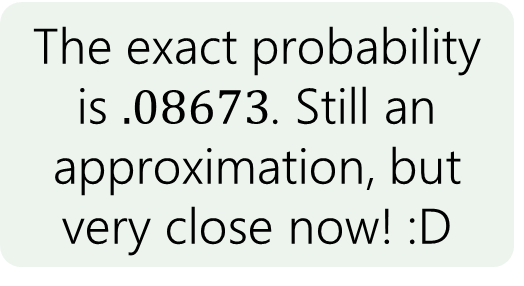 The exact probability
is .08673. Still an
approximation, but
very close now! :D